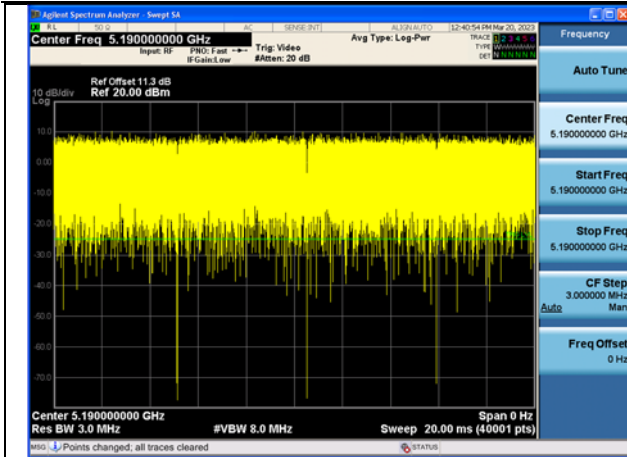 Agilent Spectrum Analyzer - Swept SA
RL 50 Ω AC SENSE:INT ALIGN AUTO 12:40:54 PM Mar 20, 2023
Center Freq 5.190000000 GHz
Input: RF PNO: Fast IFGain:Low
Trig: Video #Atten: 20 dB
Avg Type: Log-Pwr
TRACE 1 2 3 4 5 6
TYPE WWWWWW
DET N N N N N N
Ref Offset 11.3 dB
10 dB/div Ref 20.00 dBm
Log
10.0
0.00
-10.0
-20.0
-30.0
-40.0
-50.0
-60.0
-70.0
Center 5.190000000 GHz Span 0 Hz
Res BW 3.0 MHz #VBW 8.0 MHz Sweep 20.00 ms (40001 pts)
MSG Points changed; all traces cleared STATUS
Frequency
Auto Tune
Center Freq
5.190000000 GHz
Start Freq
5.190000000 GHz
Stop Freq
5.190000000 GHz
CF Step
3.000000 MHz
Auto Man
Freq Offset
0 Hz